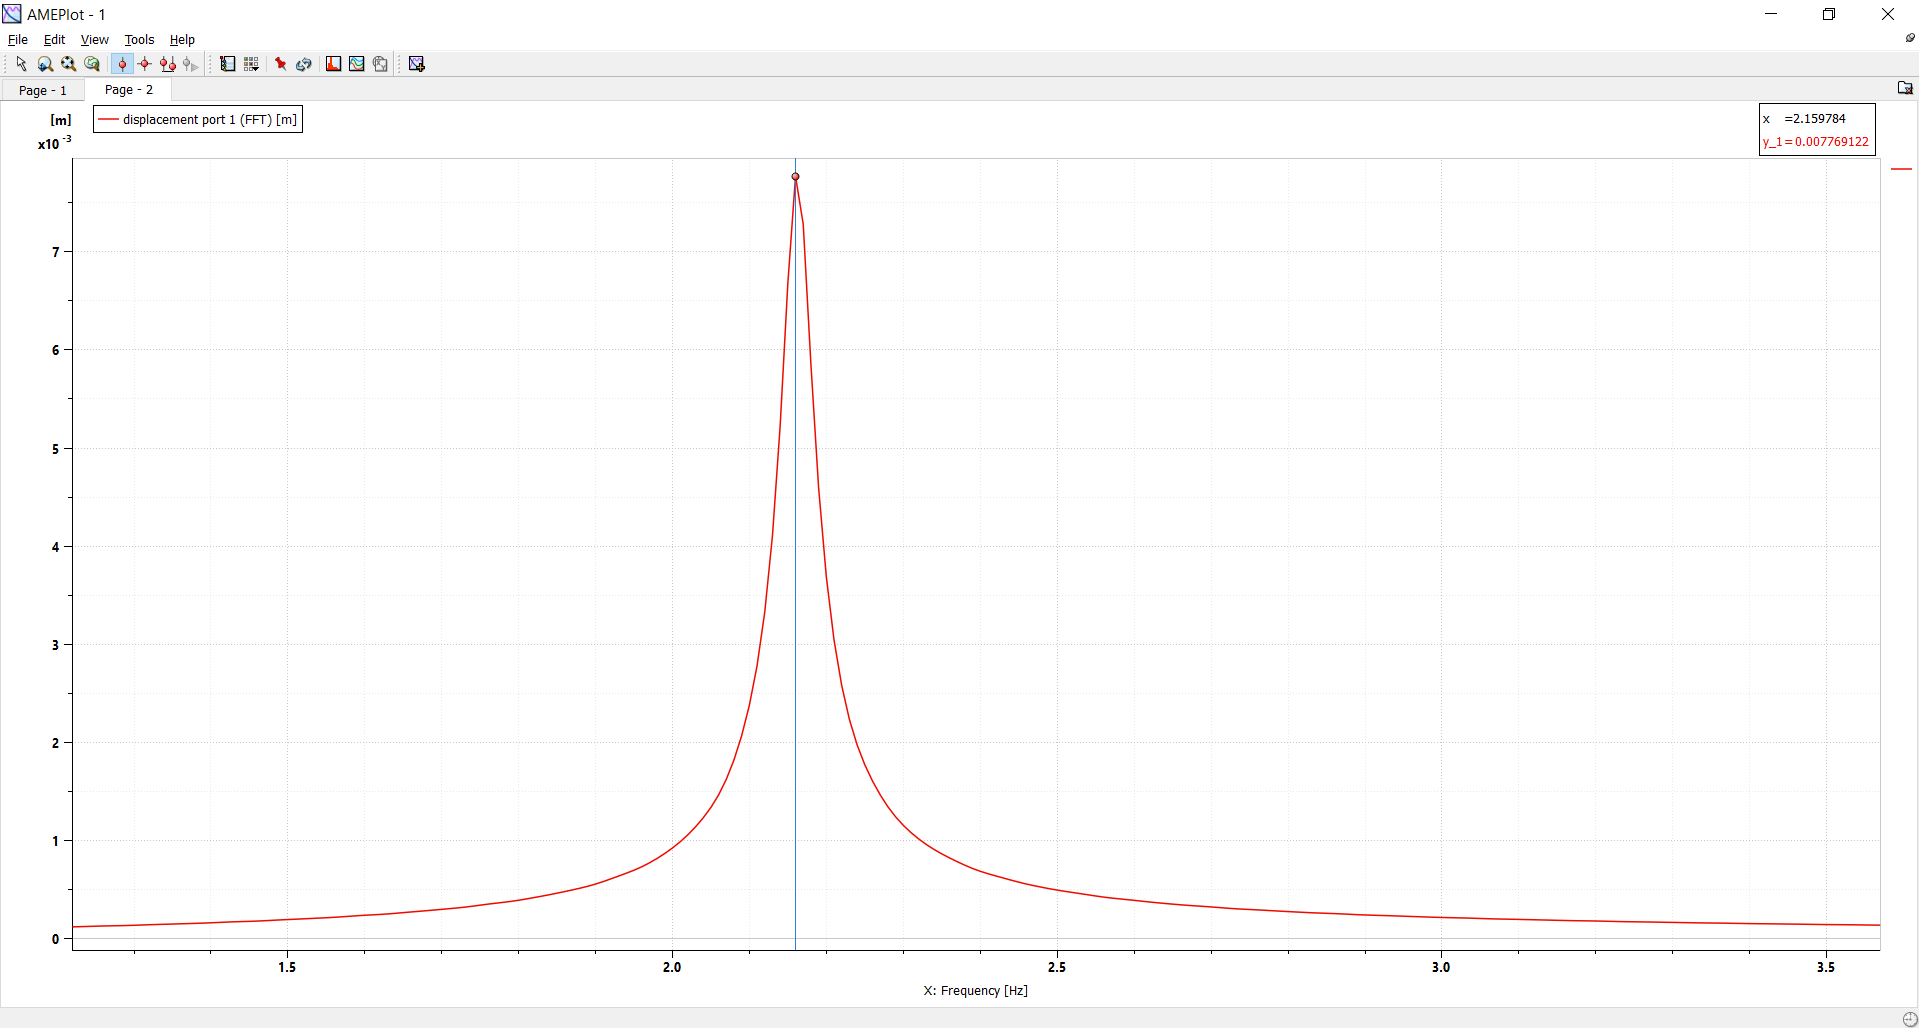 AMEPlot - 1
File Edit View Tools Help
Page - 1 Page - 2
[m]
x10 -3
displacement port 1 (FFT) [m]
x =2.159784
y_1=0.007769122
7
6
5
4
3
2
1
0
1.5 2.0 2.5 3.0 3.5
X: Frequency [Hz]